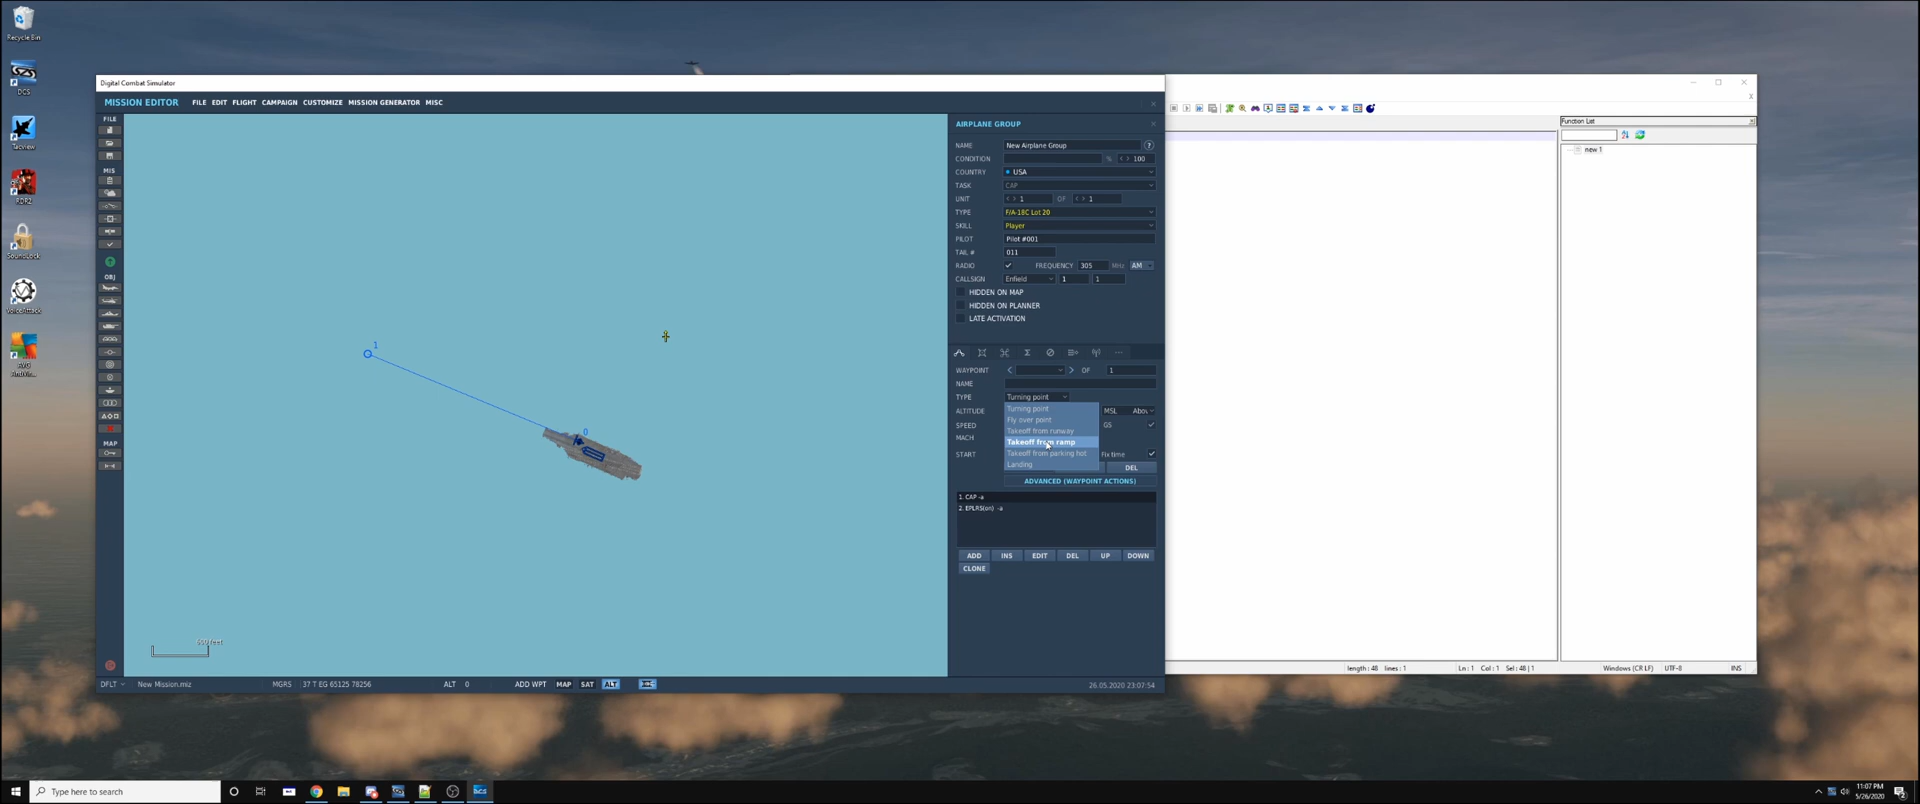 Recycle Bin
DCS
Tacview
RDR2
SoundLock
VoiceAttack
AVG
Digital Combat Simulator
MISSION EDITOR FILE EDIT FLIGHT CAMPAIGN CUSTOMIZE MISSION GENERATOR MISC
FILE
MIS
OBJ
MAP
1
0
600 feet
AIRPLANE GROUP
NAME New Airplane Group ?
CONDITION % < > 100
COUNTRY USA
TASK CAP
UNIT < > 1 OF < > 1
TYPE F/A-18C Lot 20
SKILL Player
PILOT Pilot #001
TAIL # 011
RADIO FREQUENCY 305 MHz AM
CALLSIGN Enfield 1 1
HIDDEN ON MAP
HIDDEN ON PLANNER
LATE ACTIVATION
WAYPOINT < > OF 1
NAME
TYPE Turning point
ALTITUDE MSL
SPEED GS
MACH
START Fix time
Turning point
Fly over point
Takeoff from runway
Takeoff from ramp
Takeoff from parking hot
Landing
DEL
ADVANCED (WAYPOINT ACTIONS)
1. CAP -a
2. EPLRS(on) -a
ADD INS EDIT DEL UP DOWN
CLONE
DFLT New Mission.miz MGRS 37 T EG 65125 78256 ALT 0 ADD WPT MAP SAT ALT 26.05.2020 23:07:54
Function List
new 1
length : 48 lines : 1 Ln : 1 Col : 1 Sel : 48 | 1 Windows (CR LF) UTF-8 INS
Type here to search
11:07 PM
5/26/2020